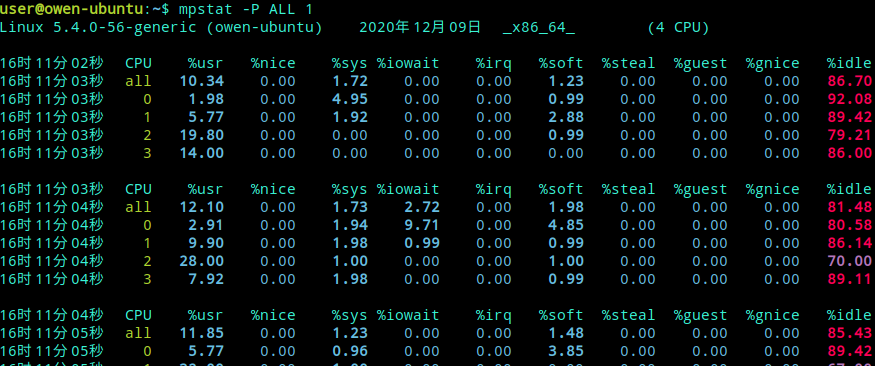 user@owen-ubuntu:~$ mpstat -P ALL 1
Linux 5.4.0-56-generic (owen-ubuntu) 2020年12月09日 _x86_64_ (4 CPU)
16时11分02秒 CPU %usr %nice %sys %iowait %irq %soft %steal %guest %gnice %idle
16时11分03秒 all 10.34 0.00 1.72 0.00 0.00 1.23 0.00 0.00 0.00 86.70
16时11分03秒 0 1.98 0.00 4.95 0.00 0.00 0.99 0.00 0.00 0.00 92.08
16时11分03秒 1 5.77 0.00 1.92 0.00 0.00 2.88 0.00 0.00 0.00 89.42
16时11分03秒 2 19.80 0.00 0.00 0.00 0.00 0.99 0.00 0.00 0.00 79.21
16时11分03秒 3 14.00 0.00 0.00 0.00 0.00 0.00 0.00 0.00 0.00 86.00
16时11分03秒 CPU %usr %nice %sys %iowait %irq %soft %steal %guest %gnice %idle
16时11分04秒 all 12.10 0.00 1.73 2.72 0.00 1.98 0.00 0.00 0.00 81.48
16时11分04秒 0 2.91 0.00 1.94 9.71 0.00 4.85 0.00 0.00 0.00 80.58
16时11分04秒 1 9.90 0.00 1.98 0.99 0.00 0.99 0.00 0.00 0.00 86.14
16时11分04秒 2 28.00 0.00 1.00 0.00 0.00 1.00 0.00 0.00 0.00 70.00
16时11分04秒 3 7.92 0.00 1.98 0.00 0.00 0.99 0.00 0.00 0.00 89.11
16时11分04秒 CPU %usr %nice %sys %iowait %irq %soft %steal %guest %gnice %idle
16时11分05秒 all 11.85 0.00 1.23 0.00 0.00 1.48 0.00 0.00 0.00 85.43
16时11分05秒 0 5.77 0.00 0.96 0.00 0.00 3.85 0.00 0.00 0.00 89.42